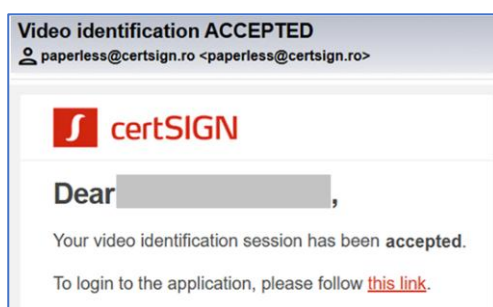 Video identification ACCEPTED
paperless@certsign.ro <paperless@certsign.ro>
certSIGN
Dear ,
Your video identification session has been accepted.
To login to the application, please follow this link.